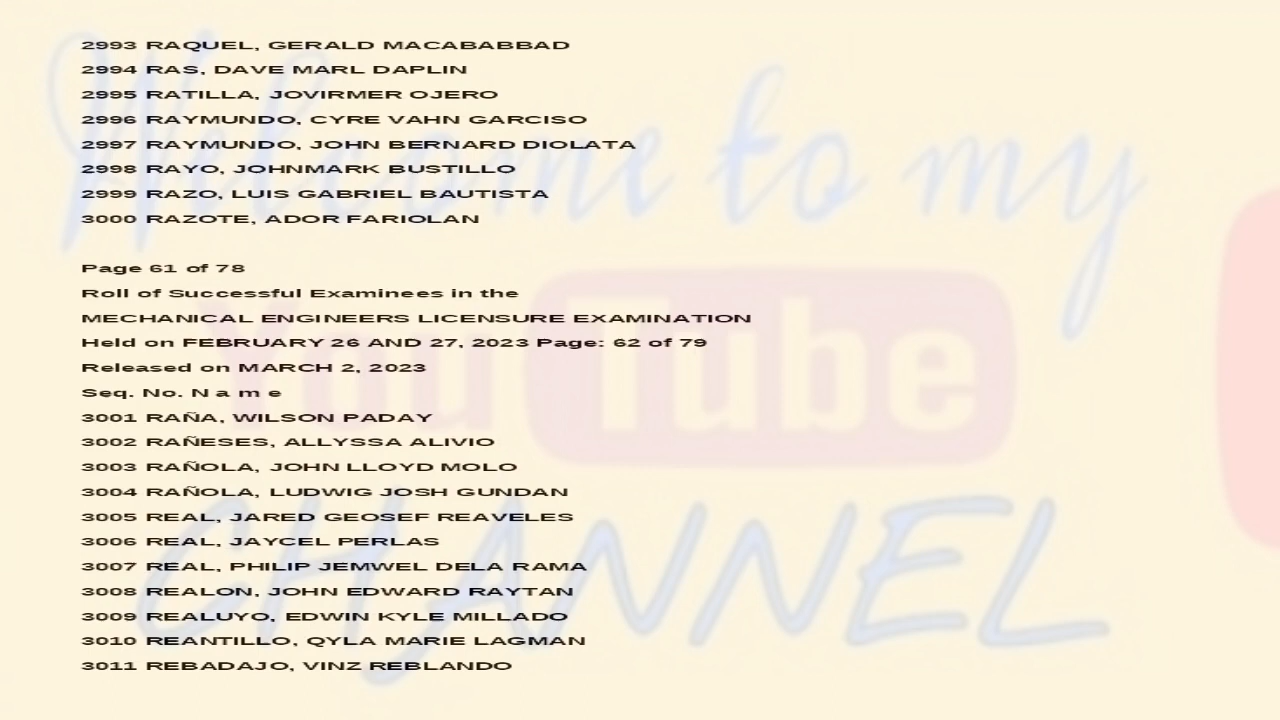 2993 RAQUEL, GERALD MACABABBAD
2994 RAS, DAVE MARL DAPLIN
2995 RATILLA, JOVIRMER OJERO
2996 RAYMUNDO, CYRE VAHN GARCISO
2997 RAYMUNDO, JOHN BERNARD DIOLATA
2998 RAYO, JOHNMARK BUSTILLO
2999 RAZO, LUIS GABRIEL BAUTISTA
3000 RAZOTE, ADOR FARIOLAN
Page 61 of 78
Roll of Successful Examinees in the
MECHANICAL ENGINEERS LICENSURE EXAMINATION
Held on FEBRUARY 26 AND 27, 2023 Page: 62 of 79
Released on MARCH 2, 2023
Seq. No. N a m e
3001 RAÑA, WILSON PADAY
3002 RAÑESES, ALLYSSA ALIVIO
3003 RAÑOLA, JOHN LLOYD MOLO
3004 RAÑOLA, LUDWIG JOSH GUNDAN
3005 REAL, JARED GEOSEF REAVELES
3006 REAL, JAYCEL PERLAS
3007 REAL, PHILIP JEMWEL DELA RAMA
3008 REALON, JOHN EDWARD RAYTAN
3009 REALUYO, EDWIN KYLE MILLADO
3010 REANTILLO, QYLA MARIE LAGMAN
3011 REBADAJO, VINZ REBLANDO
Welcome to my
YouTube
CHANNEL